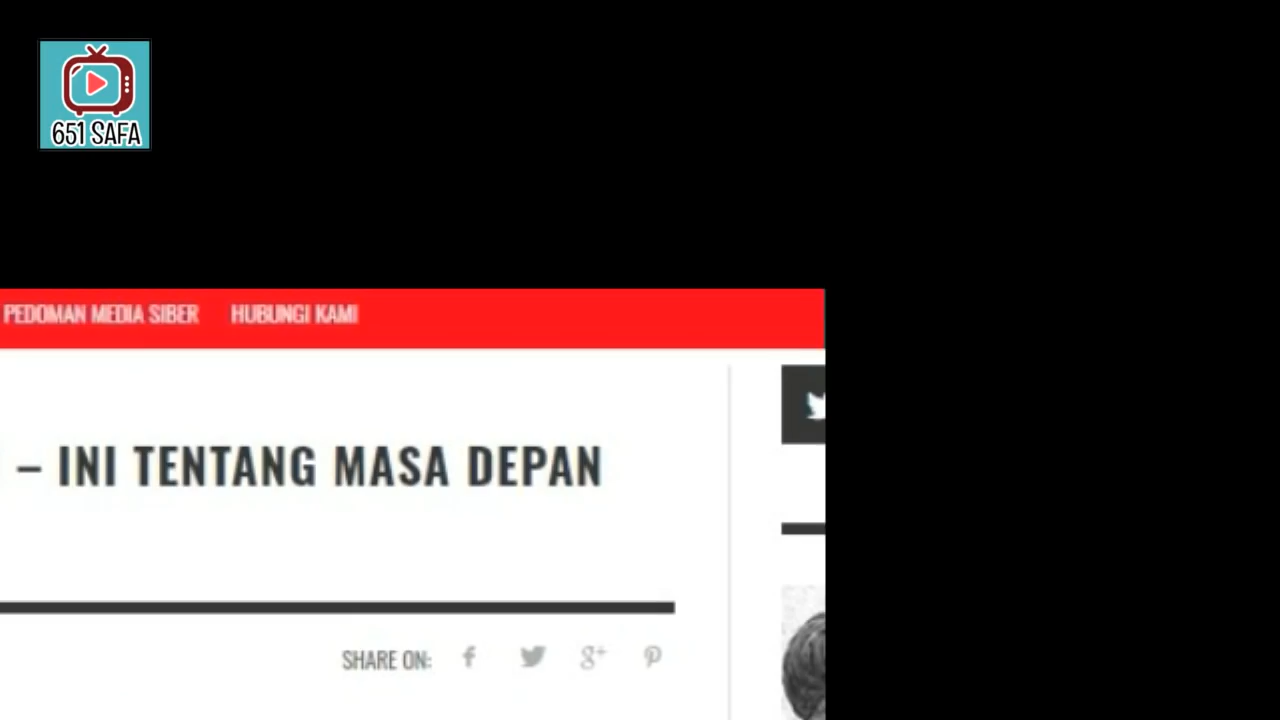 651 SAFA
PEDOMAN MEDIA SIBER HUBUNGI KAMI
– INI TENTANG MASA DEPAN
SHARE ON: